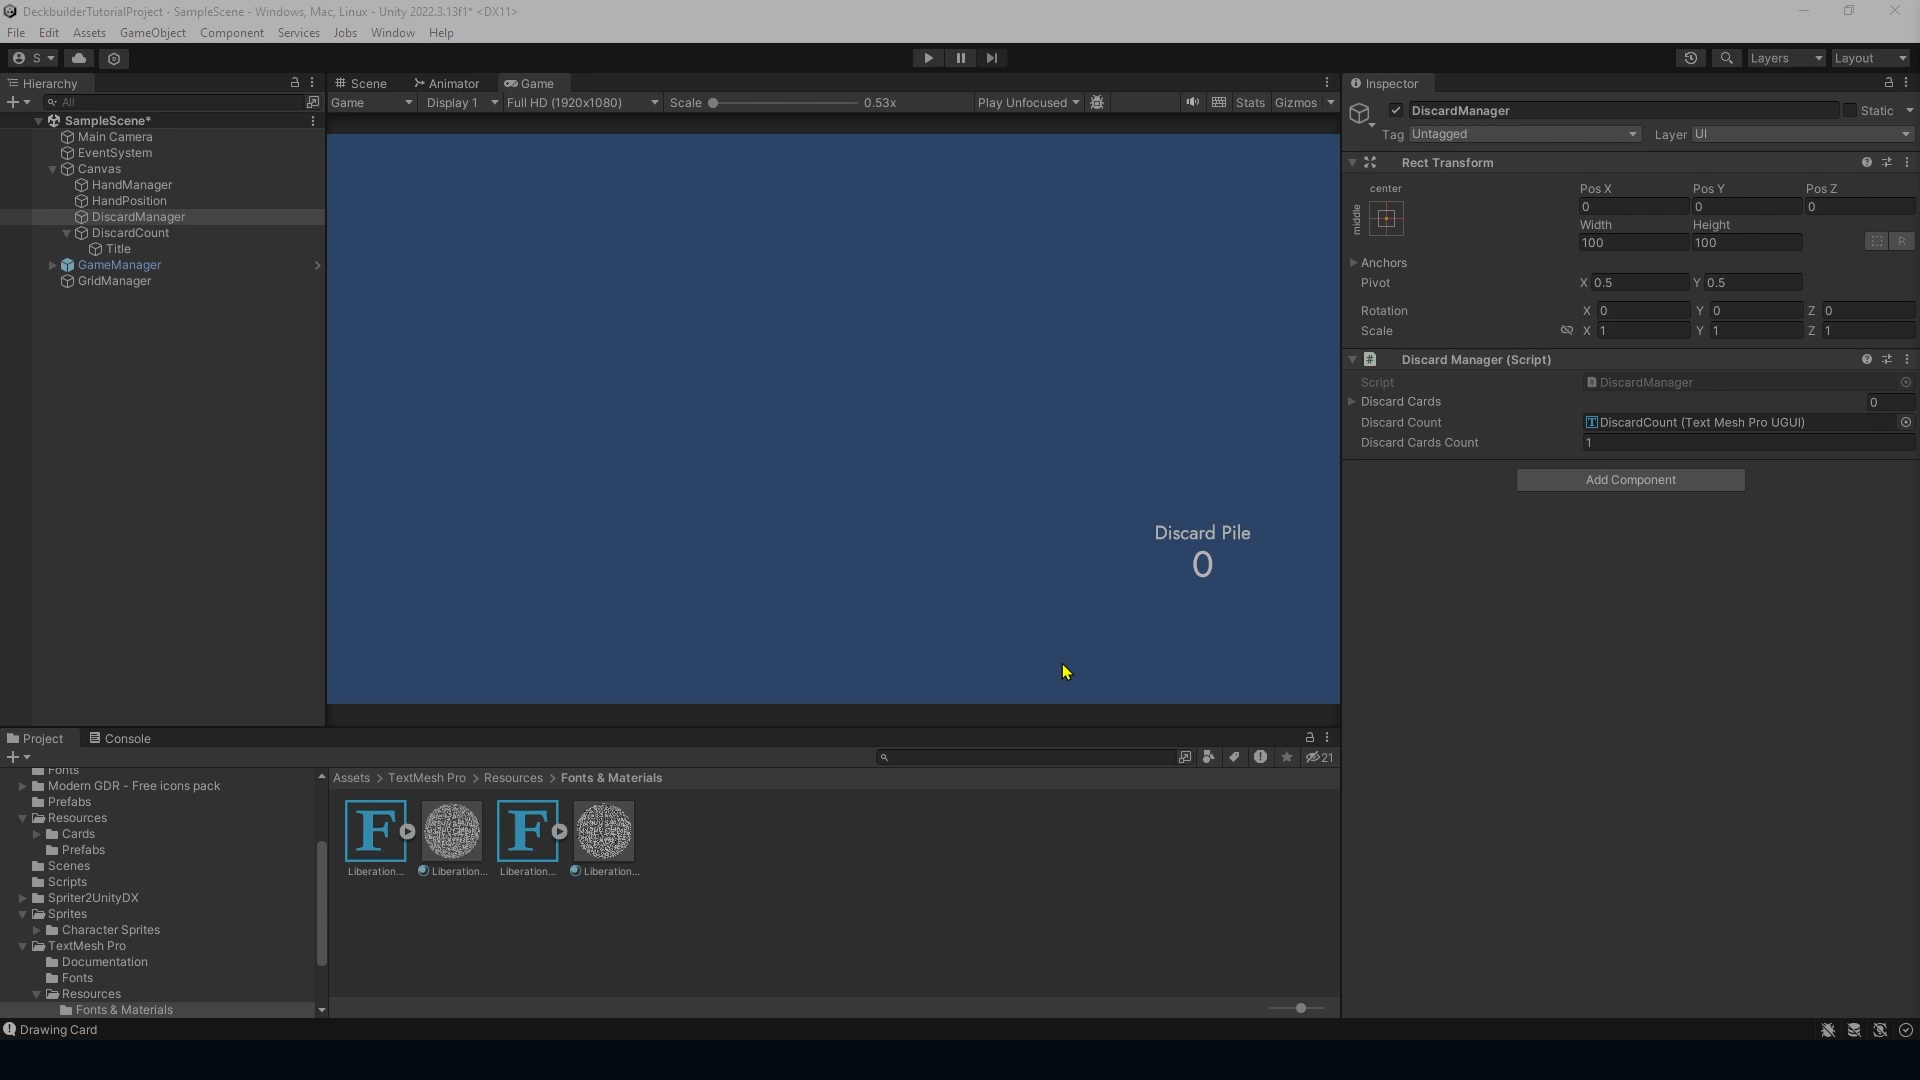 DeckbuilderTutorialProject - SampleScene - Windows, Mac, Linux - Unity 2022.3.13f1* <DX11>
File Edit Assets GameObject Component Services Jobs Window Help
S Layers Layout
Hierarchy
All
SampleScene*
Main Camera
EventSystem
Canvas
HandManager
HandPosition
DiscardManager
DiscardCount
Title
GameManager
GridManager
Scene Animator Game
Game Display 1 Full HD (1920x1080) Scale 0.53x Play Unfocused Stats Gizmos
Discard Pile
0
Inspector
DiscardManager Static
Tag Untagged Layer UI
Rect Transform
center
middle
Pos X Pos Y Pos Z
0 0 0
Width Height
100 100 R
Anchors
Pivot X 0.5 Y 0.5
Rotation X 0 Y 0 Z 0
Scale X 1 Y 1 Z 1
# Discard Manager (Script)
Script DiscardManager
Discard Cards 0
Discard Count DiscardCount (Text Mesh Pro UGUI)
Discard Cards Count 1
Add Component
Project Console
21
Fonts
Modern GDR - Free icons pack
Prefabs
Resources
Cards
Prefabs
Scenes
Scripts
Spriter2UnityDX
Sprites
Character Sprites
TextMesh Pro
Documentation
Fonts
Resources
Fonts & Materials
Assets > TextMesh Pro > Resources > Fonts & Materials
F F
Liberation... Liberation... Liberation... Liberation...
Drawing Card